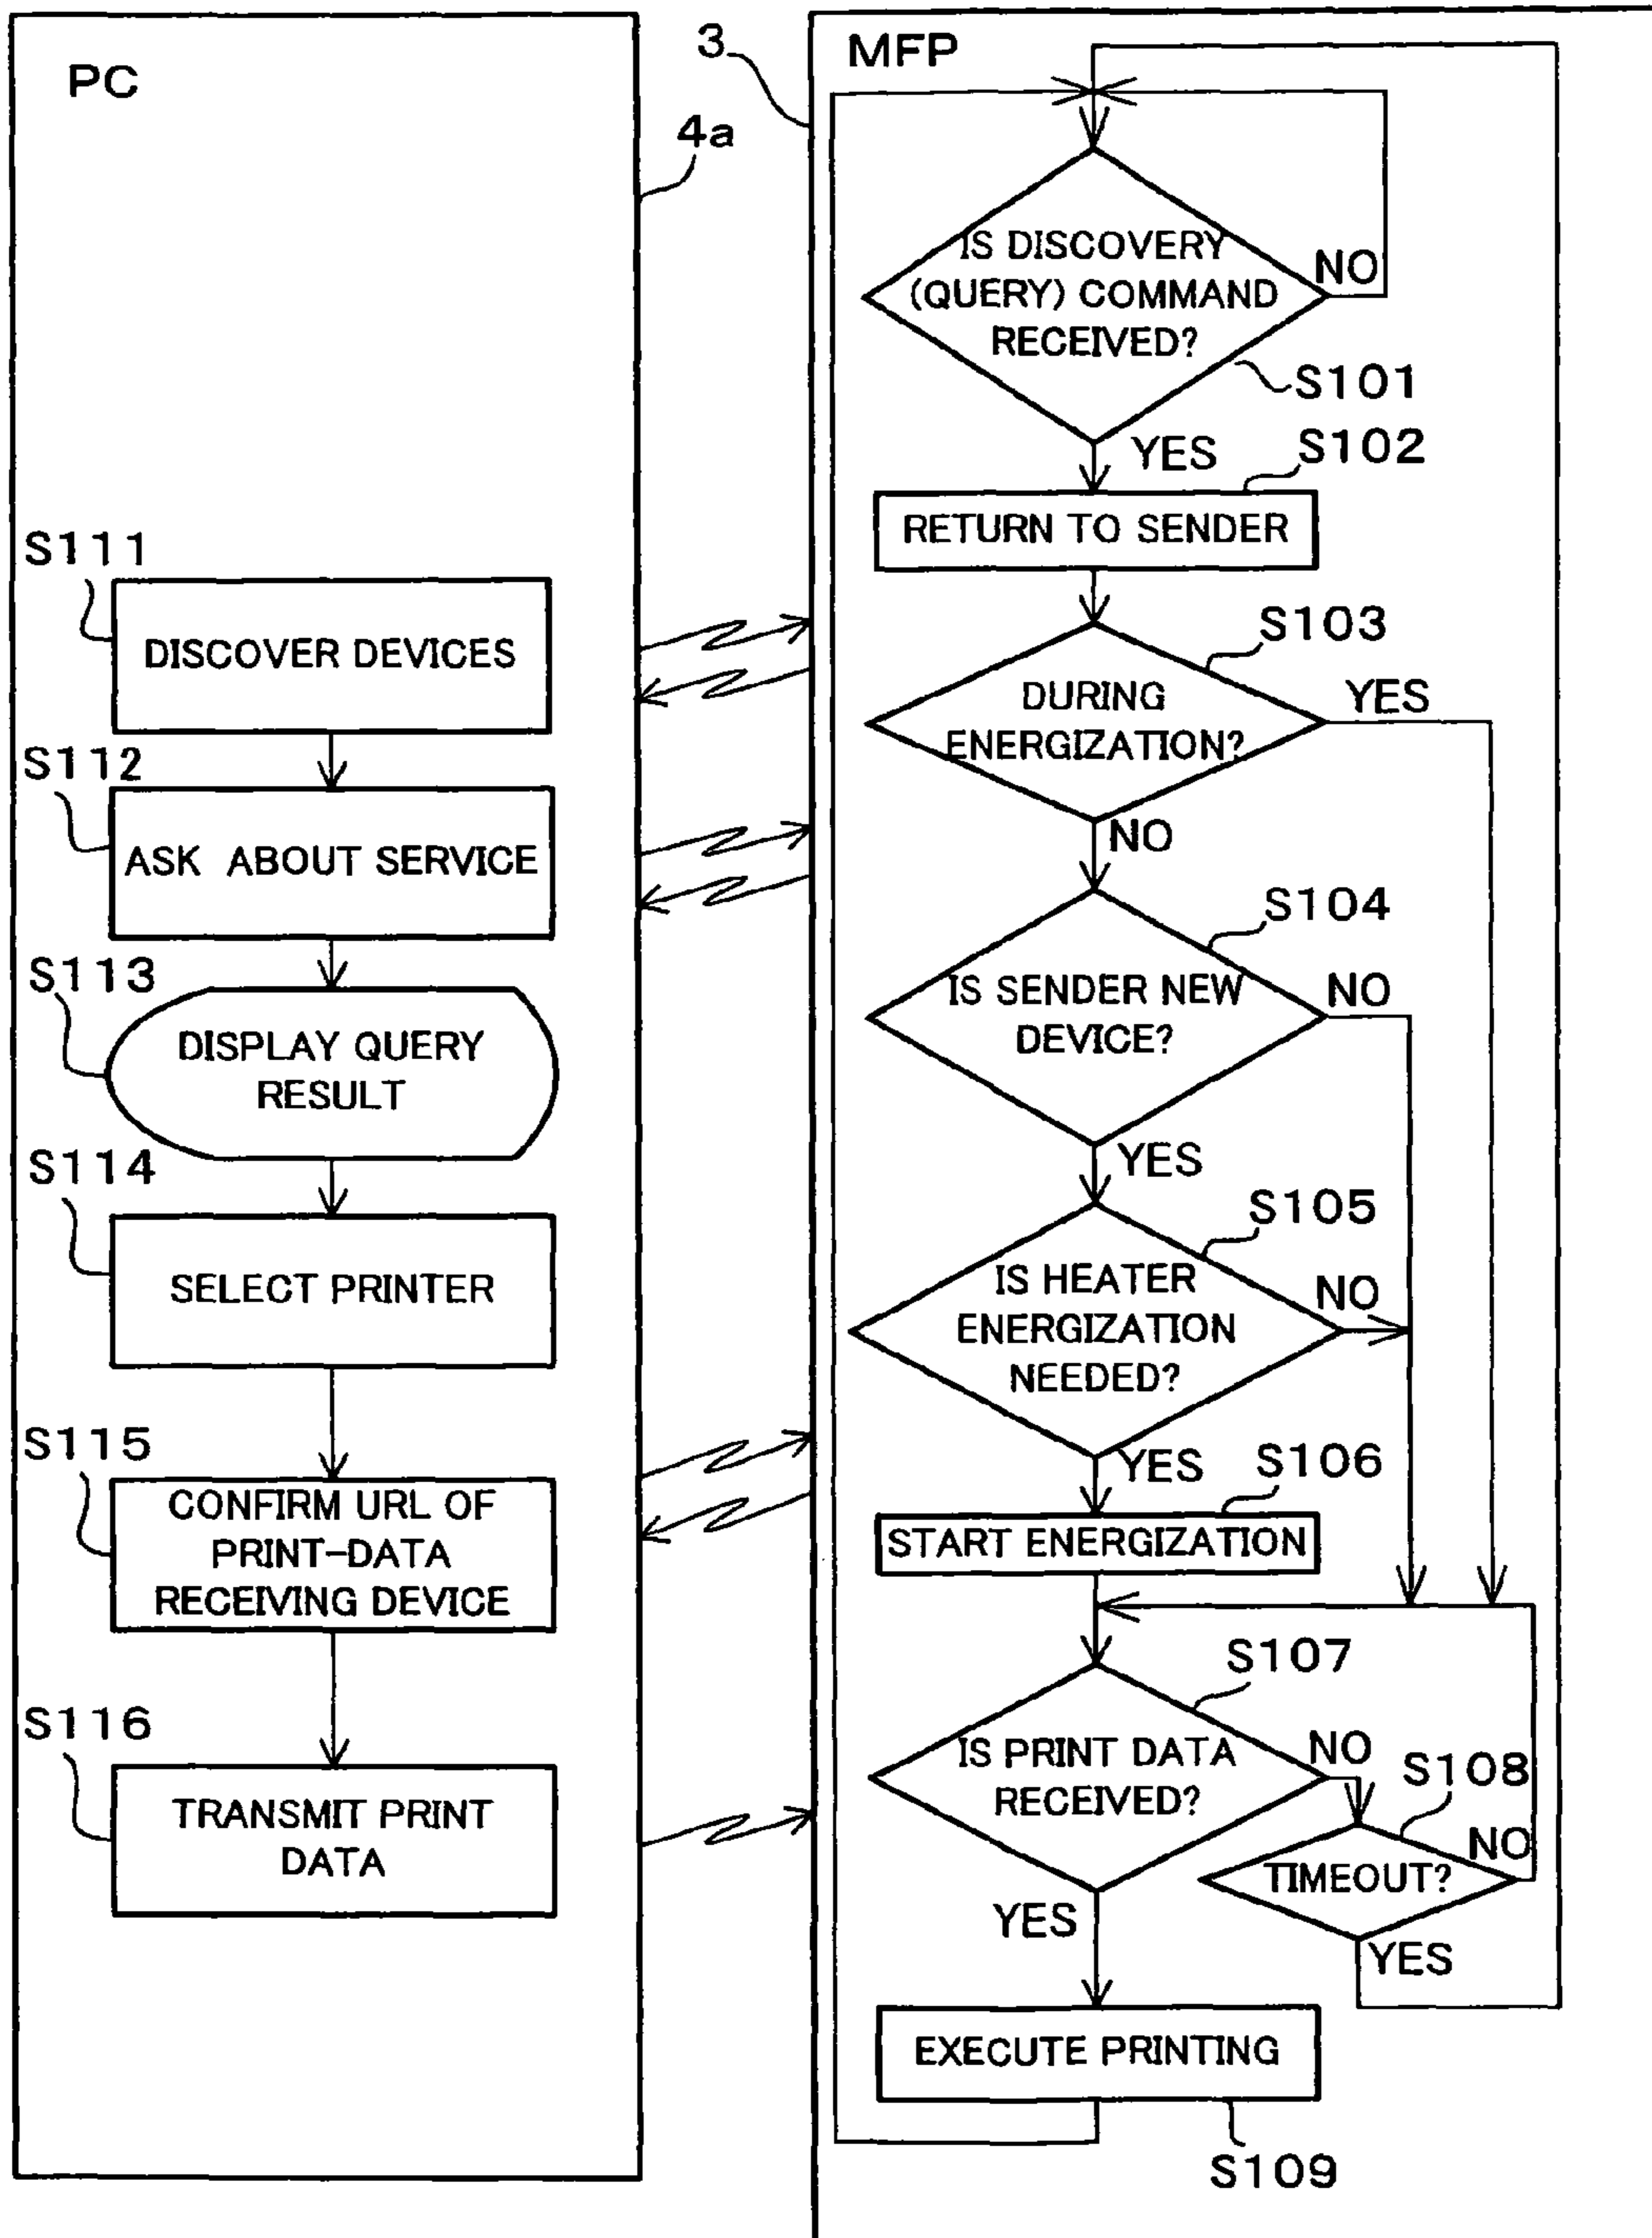 PC
4a
S111
DISCOVER DEVICES
S112
ASK ABOUT SERVICE
S113
DISPLAY QUERY
RESULT
S114
SELECT PRINTER
S115
CONFIRM URL OF
PRINT-DATA
RECEIVING DEVICE
S116
TRANSMIT PRINT
DATA
3
MFP
IS DISCOVERY
(QUERY) COMMAND
RECEIVED?
NO
S101
YES
S102
RETURN TO SENDER
S103
DURING
ENERGIZATION?
YES
NO
S104
IS SENDER NEW
DEVICE?
NO
YES
S105
IS HEATER
ENERGIZATION
NEEDED?
NO
YES
S106
START ENERGIZATION
S107
IS PRINT DATA
RECEIVED?
NO
S108
TIMEOUT?
NO
YES
YES
EXECUTE PRINTING
S109